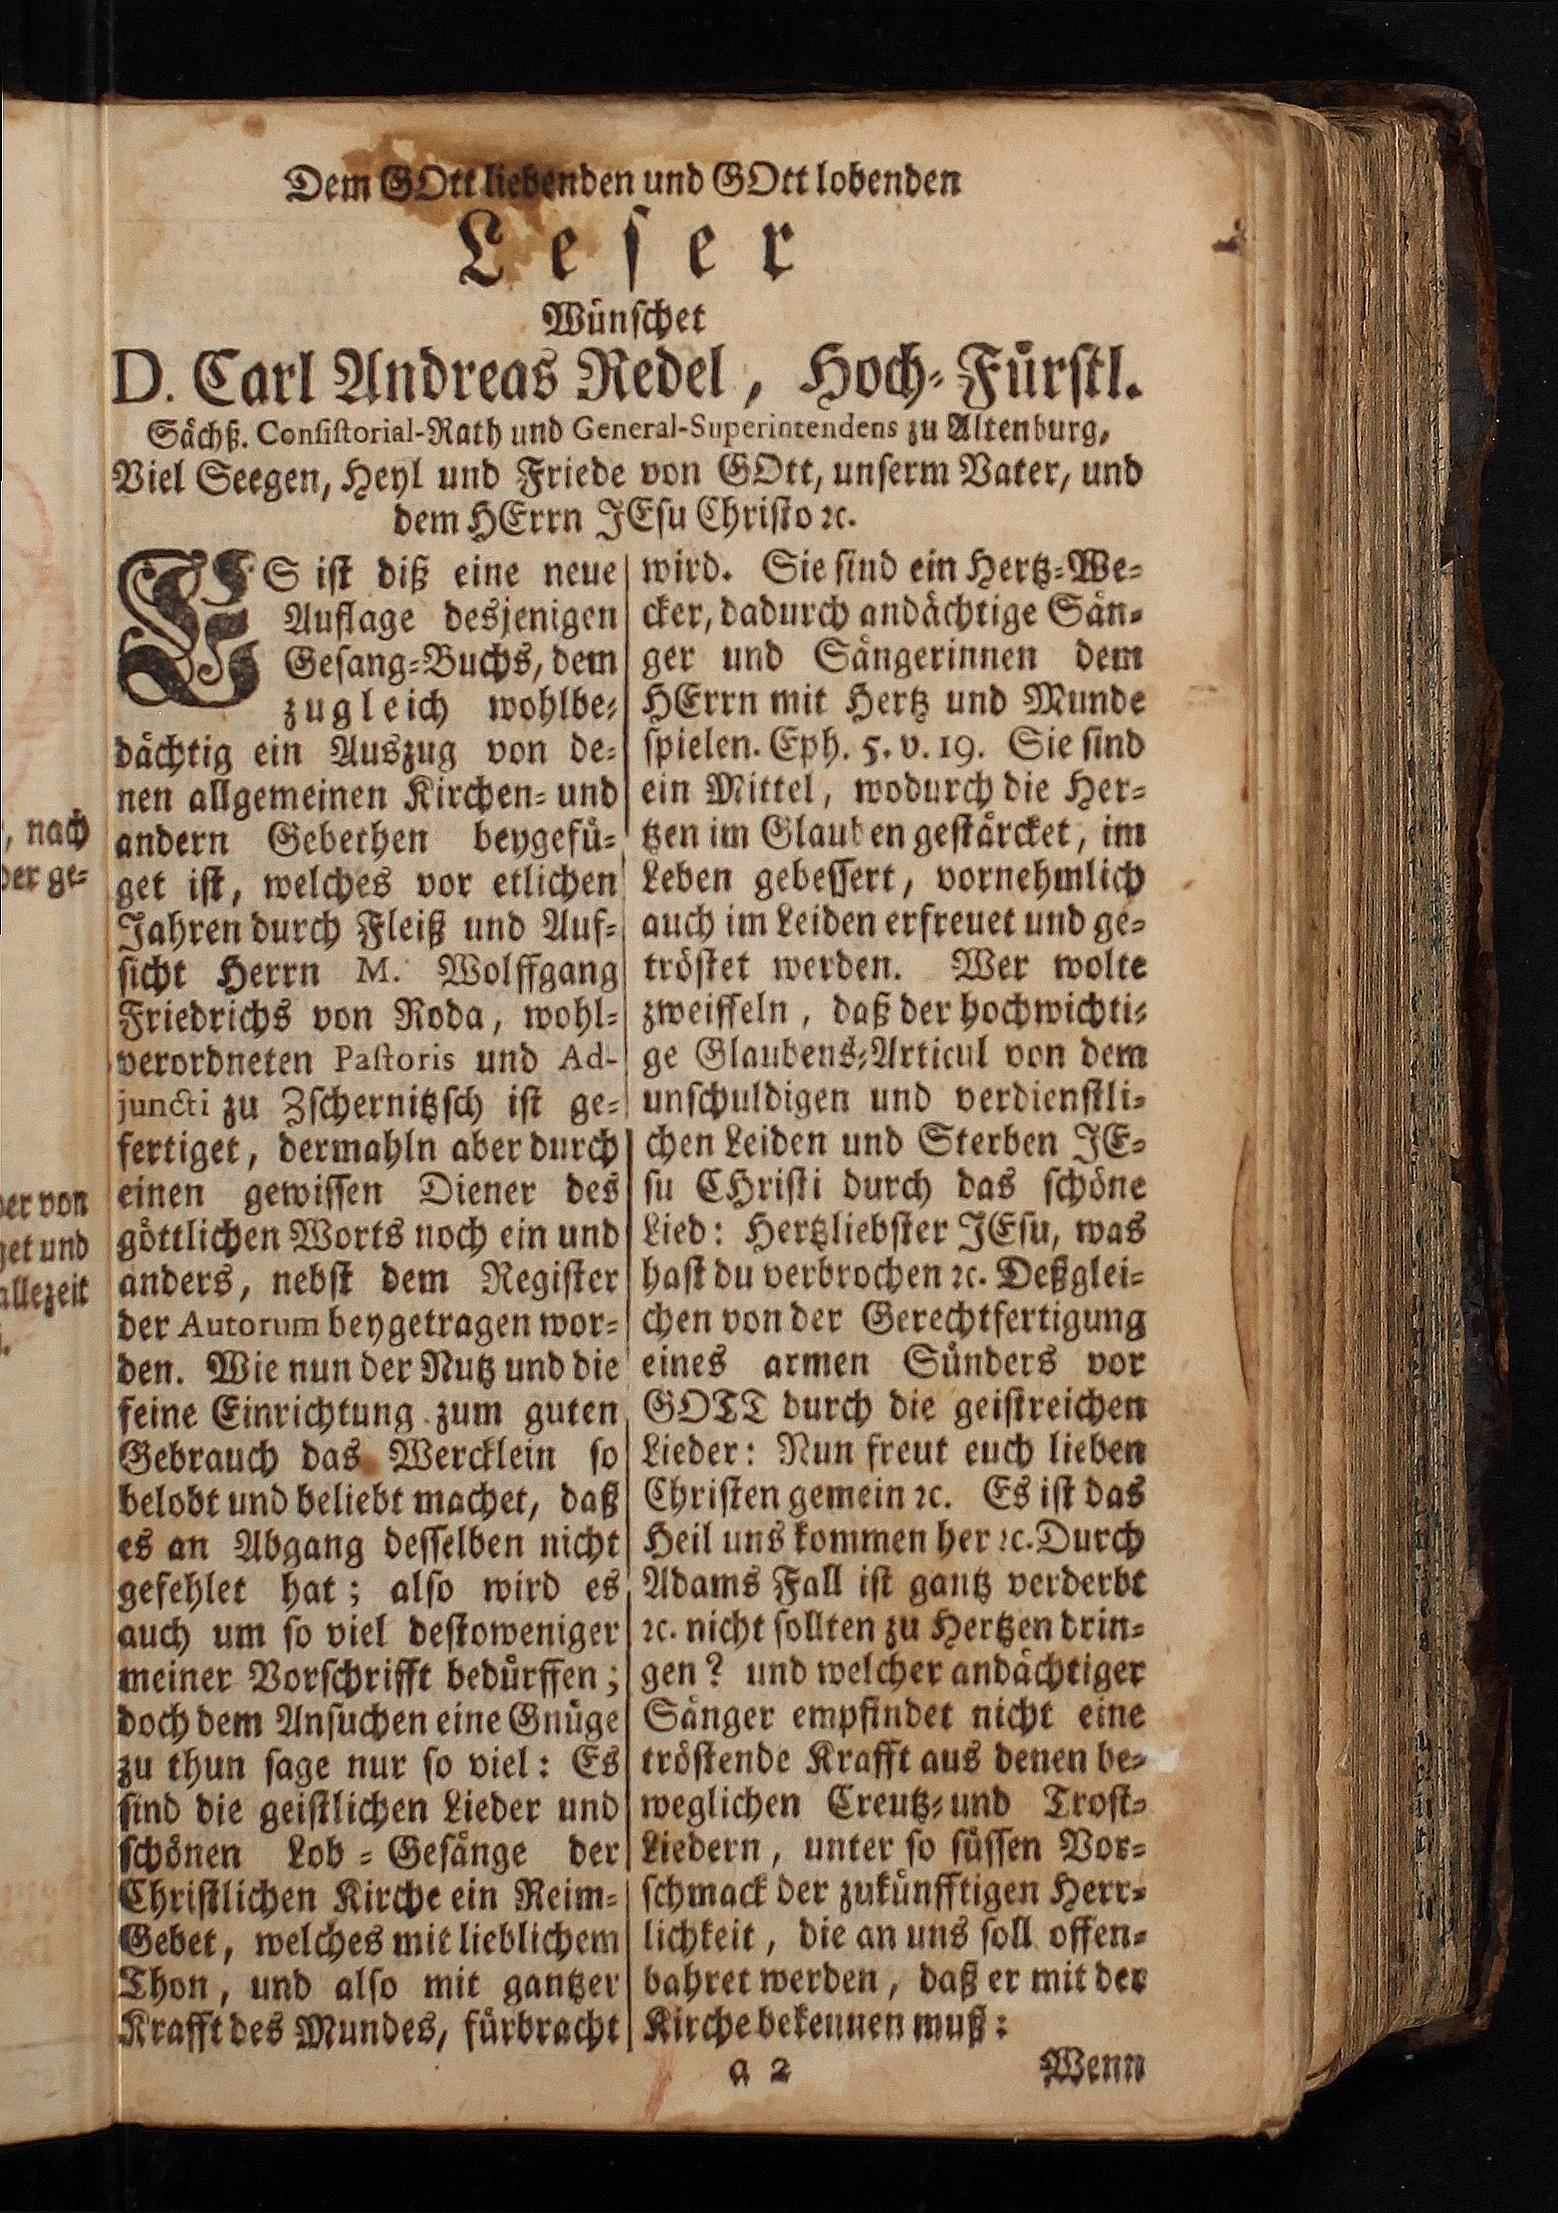 Dem GOtt liebenden und GOtt lobenden
Leser
Wünschet
D. Carl Andreas Redel, Hoch-Fürstl.
Sächß. Consistorial-Rath und General-Superintendens zu Altenburg,
Viel Seegen, Heyl und Friede von GOtt, unserm Vater, und
dem HErrn JEsu Christo ꝛc.
ES ist diß eine neue
Auflage desjenigen
Gesang-Buchs, dem
zugleich wohlbe-
dächtig ein Auszug von de-
nen allgemeinen Kirchen- und
andern Gebethen beygefü-
get ist, welches vor etlichen
Jahren durch Fleiß und Auf-
sicht Herrn M. Wolffgang
Friedrichs von Roda, wohl-
verordneten Pastoris und Ad-
juncti zu Zschernitzsch ist ge-
fertiget, dermahln aber durch
einen gewissen Diener des
göttlichen Worts noch ein und
anders, nebst dem Register
der Autorum beygetragen wor-
den. Wie nun der Nutz und die
feine Einrichtung zum guten
Gebrauch das Wercklein so
belobt und beliebt machet, daß
es an Abgang desselben nicht
gefehlet hat; also wird es
auch um so viel destoweniger
meiner Vorschrifft bedürffen;
doch dem Ansuchen eine Gnüge
zu thun sage nur so viel: Es
sind die geistlichen Lieder und
schönen Lob-Gesänge der
Christlichen Kirche ein Reim-
Gebet, welches mit lieblichem
Thon, und also mit gantzer
Krafft des Mundes, fürbracht
wird. Sie sind ein Hertz-We-
cker, dadurch andächtige Sän-
ger und Sängerinnen dem
HErrn mit Hertz und Munde
spielen. Eph. 5. v. 19. Sie sind
ein Mittel, wodurch die Her-
tzen im Glauben gestärcket, im
Leben gebessert, vornehmlich
auch im Leiden erfreuet und ge-
tröstet werden. Wer wolte
zweiffeln, daß der hochwichti-
ge Glaubens-Articul von dem
unschuldigen und verdienstli-
chen Leiden und Sterben JE-
su CHristi durch das schöne
Lied: Hertzliebster JEsu, was
hast du verbrochen ꝛc. Deßglei-
chen von der Gerechtfertigung
eines armen Sünders vor
GOTT durch die geistreichen
Lieder: Nun freut euch lieben
Christen gemein ꝛc. Es ist das
Heil uns kommen her ꝛc. Durch
Adams Fall ist gantz verderbt
ꝛc. nicht sollten zu Hertzen drin-
gen? und welcher andächtiger
Sänger empfindet nicht eine
tröstende Krafft aus denen be-
weglichen Creutz-und Trost-
Liedern, unter so süssen Vor-
schmack der zukünfftigen Herr-
lichkeit, die an uns soll offen-
bahret werden, daß er mit der
Kirche bekennen muß:
a 2
Wenn